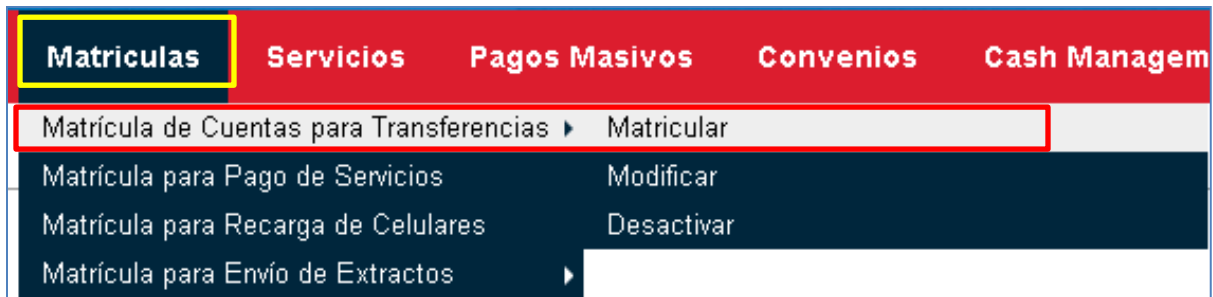 Matriculas Servicios Pagos Masivos Convenios Cash Managem
Matrícula de Cuentas para Transferencias Matricular
Matrícula para Pago de Servicios Modificar
Matrícula para Recarga de Celulares Desactivar
Matrícula para Envío de Extractos